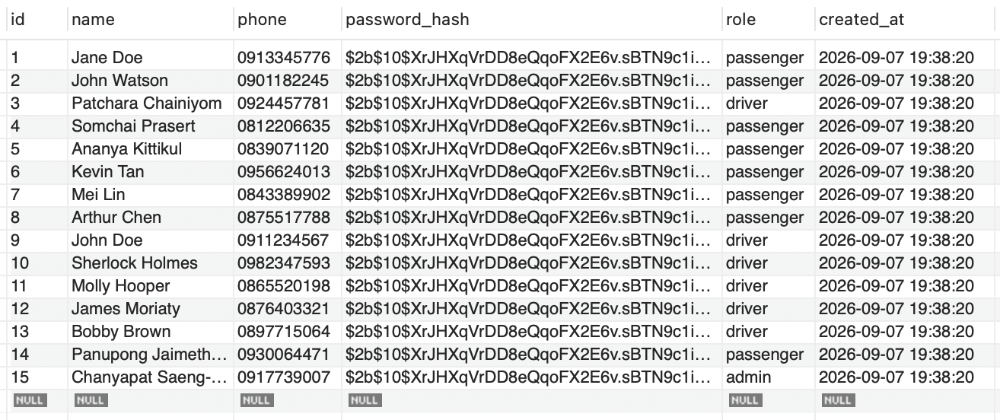 id name phone password_hash role created_at
1 Jane Doe 0913345776 $2b$10$XrJHXqVrDD8eQqoFX2E6v.sBTN9c1i... passenger 2026-09-07 19:38:20
2 John Watson 0901182245 $2b$10$XrJHXqVrDD8eQqoFX2E6v.sBTN9c1i... passenger 2026-09-07 19:38:20
3 Patchara Chainiyom 0924457781 $2b$10$XrJHXqVrDD8eQqoFX2E6v.sBTN9c1i... driver 2026-09-07 19:38:20
4 Somchai Prasert 0812206635 $2b$10$XrJHXqVrDD8eQqoFX2E6v.sBTN9c1i... passenger 2026-09-07 19:38:20
5 Ananya Kittikul 0839071120 $2b$10$XrJHXqVrDD8eQqoFX2E6v.sBTN9c1i... passenger 2026-09-07 19:38:20
6 Kevin Tan 0956624013 $2b$10$XrJHXqVrDD8eQqoFX2E6v.sBTN9c1i... passenger 2026-09-07 19:38:20
7 Mei Lin 0843389902 $2b$10$XrJHXqVrDD8eQqoFX2E6v.sBTN9c1i... passenger 2026-09-07 19:38:20
8 Arthur Chen 0875517788 $2b$10$XrJHXqVrDD8eQqoFX2E6v.sBTN9c1i... passenger 2026-09-07 19:38:20
9 John Doe 0911234567 $2b$10$XrJHXqVrDD8eQqoFX2E6v.sBTN9c1i... driver 2026-09-07 19:38:20
10 Sherlock Holmes 0982347593 $2b$10$XrJHXqVrDD8eQqoFX2E6v.sBTN9c1i... driver 2026-09-07 19:38:20
11 Molly Hooper 0865520198 $2b$10$XrJHXqVrDD8eQqoFX2E6v.sBTN9c1i... driver 2026-09-07 19:38:20
12 James Moriaty 0876403321 $2b$10$XrJHXqVrDD8eQqoFX2E6v.sBTN9c1i... driver 2026-09-07 19:38:20
13 Bobby Brown 0897715064 $2b$10$XrJHXqVrDD8eQqoFX2E6v.sBTN9c1i... driver 2026-09-07 19:38:20
14 Panupong Jaimeth... 0930064471 $2b$10$XrJHXqVrDD8eQqoFX2E6v.sBTN9c1i... passenger 2026-09-07 19:38:20
15 Chanyapat Saeng-... 0917739007 $2b$10$XrJHXqVrDD8eQqoFX2E6v.sBTN9c1i... admin 2026-09-07 19:38:20
NULL NULL NULL NULL NULL NULL